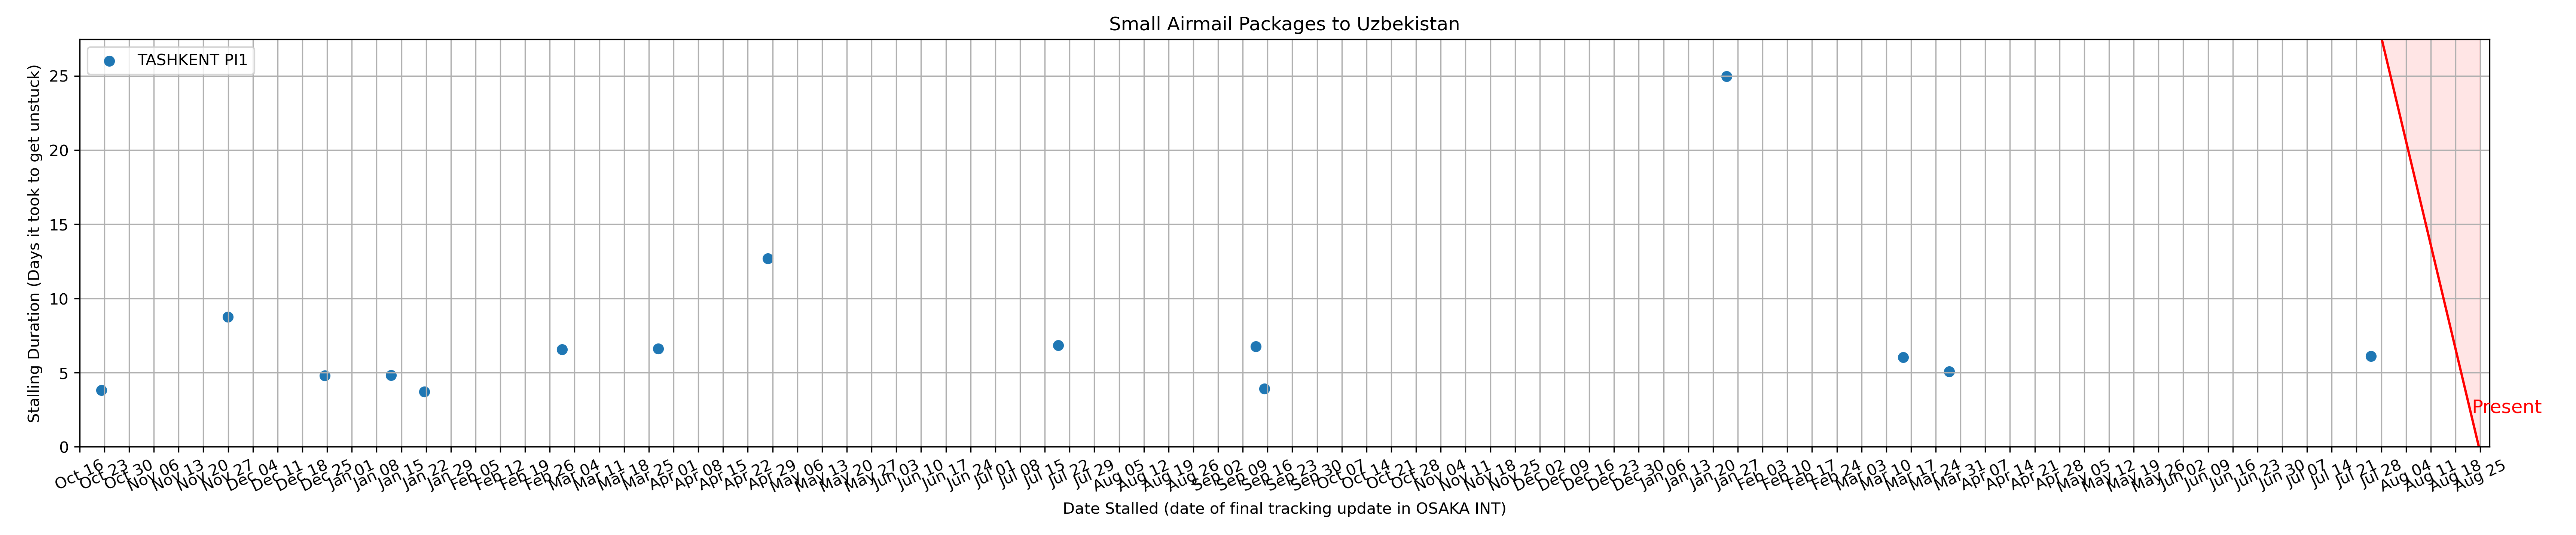 Small Airmail Packages to Uzbekistan
TASHKENT PI1
Stalling Duration (Days it took to get unstuck)
25
20
15
10
5
0
Present
Oct 16
Oct 23
Oct 30
Nov 06
Nov 13
Nov 20
Nov 27
Dec 04
Dec 11
Dec 18
Dec 25
Jan 01
Jan 08
Jan 15
Jan 22
Jan 29
Feb 05
Feb 12
Feb 19
Feb 26
Mar 04
Mar 11
Mar 18
Mar 25
Apr 01
Apr 08
Apr 15
Apr 22
Apr 29
May 06
May 13
May 20
May 27
Jun 03
Jun 10
Jun 17
Jun 24
Jul 01
Jul 08
Jul 15
Jul 22
Jul 29
Aug 05
Aug 12
Aug 19
Aug 26
Sep 02
Sep 09
Sep 16
Sep 23
Sep 30
Oct 07
Oct 14
Oct 21
Oct 28
Nov 04
Nov 11
Nov 18
Nov 25
Dec 02
Dec 09
Dec 16
Dec 23
Dec 30
Jan 06
Jan 13
Jan 20
Jan 27
Feb 03
Feb 10
Feb 17
Feb 24
Mar 03
Mar 10
Mar 17
Mar 24
Mar 31
Apr 07
Apr 14
Apr 21
Apr 28
May 05
May 12
May 19
May 26
Jun 02
Jun 09
Jun 16
Jun 23
Jun 30
Jul 07
Jul 14
Jul 21
Jul 28
Aug 04
Aug 11
Aug 18
Aug 25
Date Stalled (date of final tracking update in OSAKA INT)